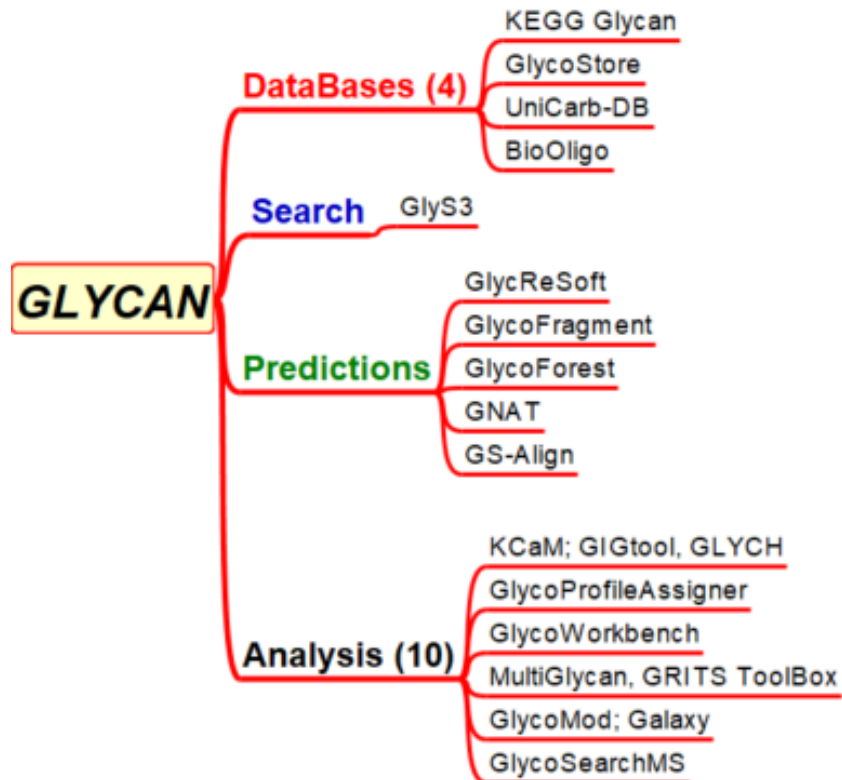 KEGG Glycan
GlycoStore
DataBases (4)
UniCarb-DB
BioOligo
Search
GlyS3
GLYCAN
GlycReSoft
GlycoFragment
Predictions
GlycoForest
GNAT
GS-Align
KCaM; GIGtool, GLYCH
GlycoProfileAssigner
GlycoWorkbench
Analysis (10)
MultiGlycan, GRITS ToolBox
GlycoMod; Galaxy
GlycoSearchMS